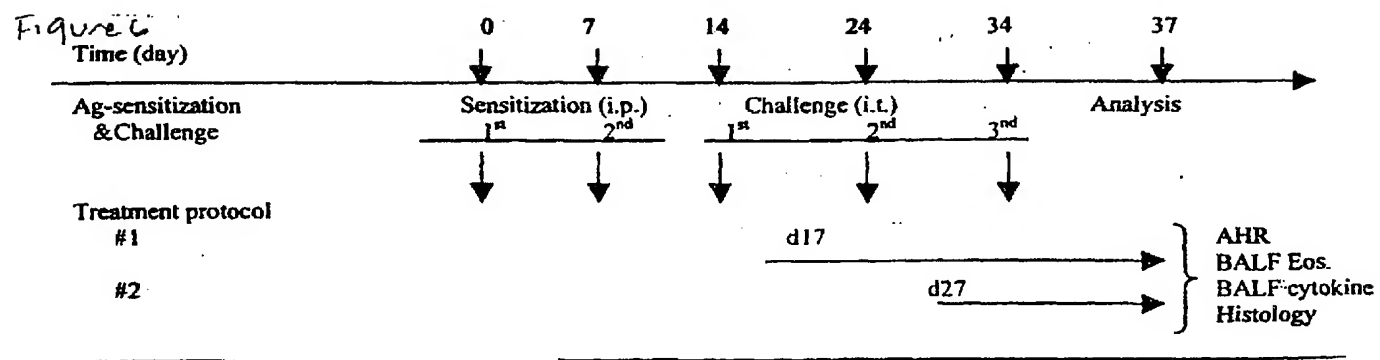 Figure 6
0 7 14 24 34 37
Time (day)
Ag-sensitization Sensitization (i.p.) Challenge (i.t.) Analysis
&Challenge 1st 2nd 1st 2nd 3nd
Treatment protocol
#1 d17 AHR
BALF Eos.
#2 d27 BALF-cytokine
Histology